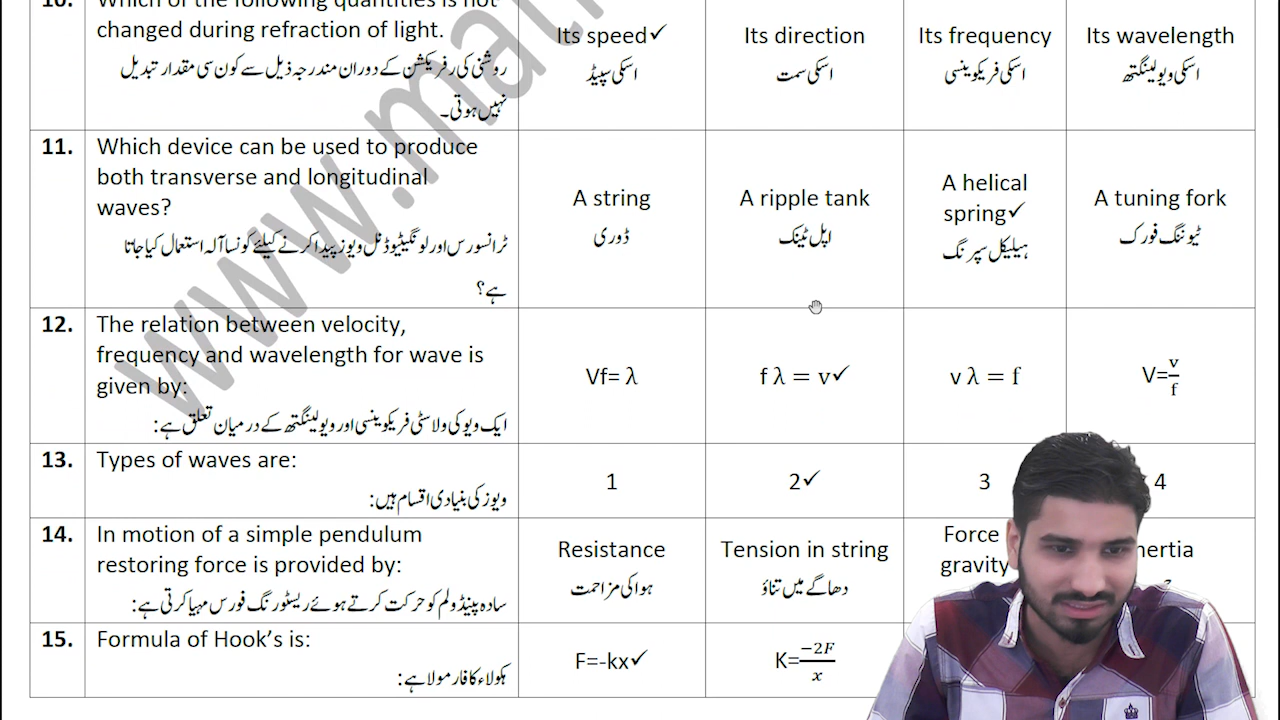 10. Which of the following quantities is not
changed during refraction of light.
روشنی کی رفریکشن کے دوران مندرجہ ذیل سے کون سی مقدار تبدیل
نہیں ہوتی۔
Its speed✓
اسکی سپیڈ
Its direction
اسکی سمت
Its frequency
اسکی فریکوینسی
Its wavelength
اسکی ویولینگتھ
11. Which device can be used to produce
both transverse and longitudinal
waves?
ٹرانسورس اور لونگیٹیوڈنل ویوز پیدا کرنے کیلئے کونسا آلہ استعمال کیا جاتا
ہے؟
A string
ڈوری
A ripple tank
اپل ٹینک
A helical
spring✓
ہیلیکل سپرنگ
A tuning fork
ٹیوننگ فورک
12. The relation between velocity,
frequency and wavelength for wave is
given by:
ایک ویو کی ولاسٹی فریکوینسی اور ویولینگتھ کے درمیان تعلق ہے:
Vf= λ
f λ = v✓
v λ = f
V=v/f
13. Types of waves are:
ویوز کی بنیادی اقسام ہیں:
1
2✓
3
4
14. In motion of a simple pendulum
restoring force is provided by:
سادہ پینڈولم کو حرکت کرتے ہوئے ریسٹورنگ فورس مہیا کرتی ہے:
Resistance
ہوا کی مزاحمت
Tension in string
دھاگے میں تناؤ
Force
gravity
nertia
15. Formula of Hook’s is:
ہکولاء کا فارمولا ہے:
F=-kx✓
K=−2F/x
www.mat